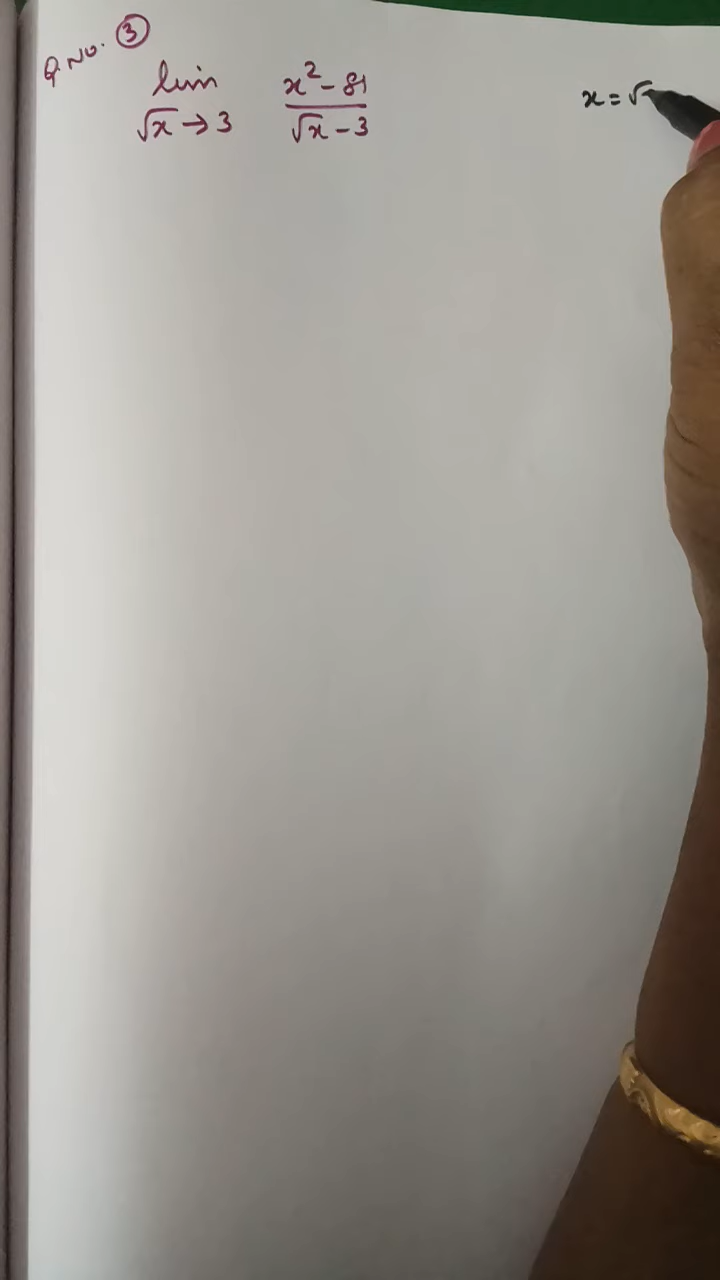 Q.No. ③
lim x² - 81
√x → 3 √x - 3
x = √